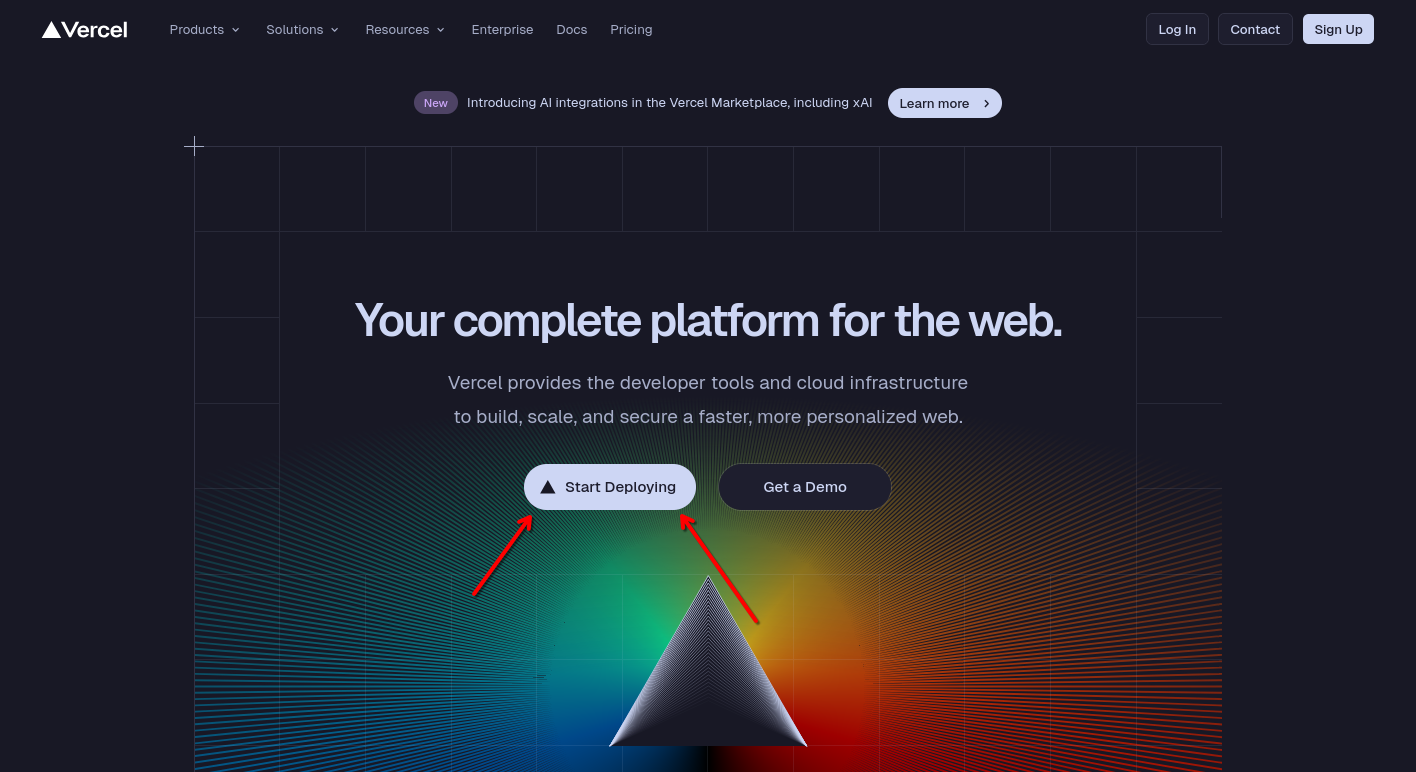 Vercel
Products
Solutions
Resources
Enterprise
Docs
Pricing
Log In
Contact
Sign Up
New
Introducing AI integrations in the Vercel Marketplace, including xAI
Learn more
Your complete platform for the web.
Vercel provides the developer tools and cloud infrastructure
to build, scale, and secure a faster, more personalized web.
Start Deploying
Get a Demo